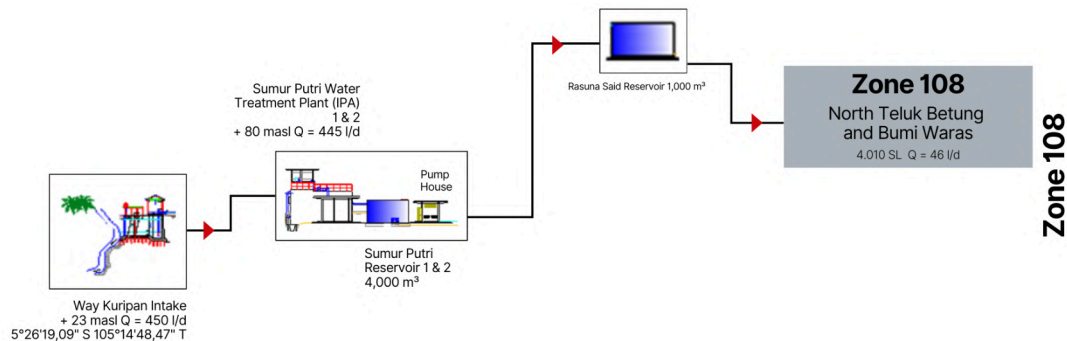 Sumur Putri Water
Treatment Plant (IPA)
1 & 2
+ 80 masl Q = 445 l/d
Pump
House
Sumur Putri
Reservoir 1 & 2
4,000 m³
Way Kuripan Intake
+ 23 masl Q = 450 l/d
5°26'19,09" S 105°14'48,47" T
Rasuna Said Reservoir 1,000 m³
Zone 108
North Teluk Betung
and Bumi Waras
4.010 SL Q = 46 l/d
Zone 108